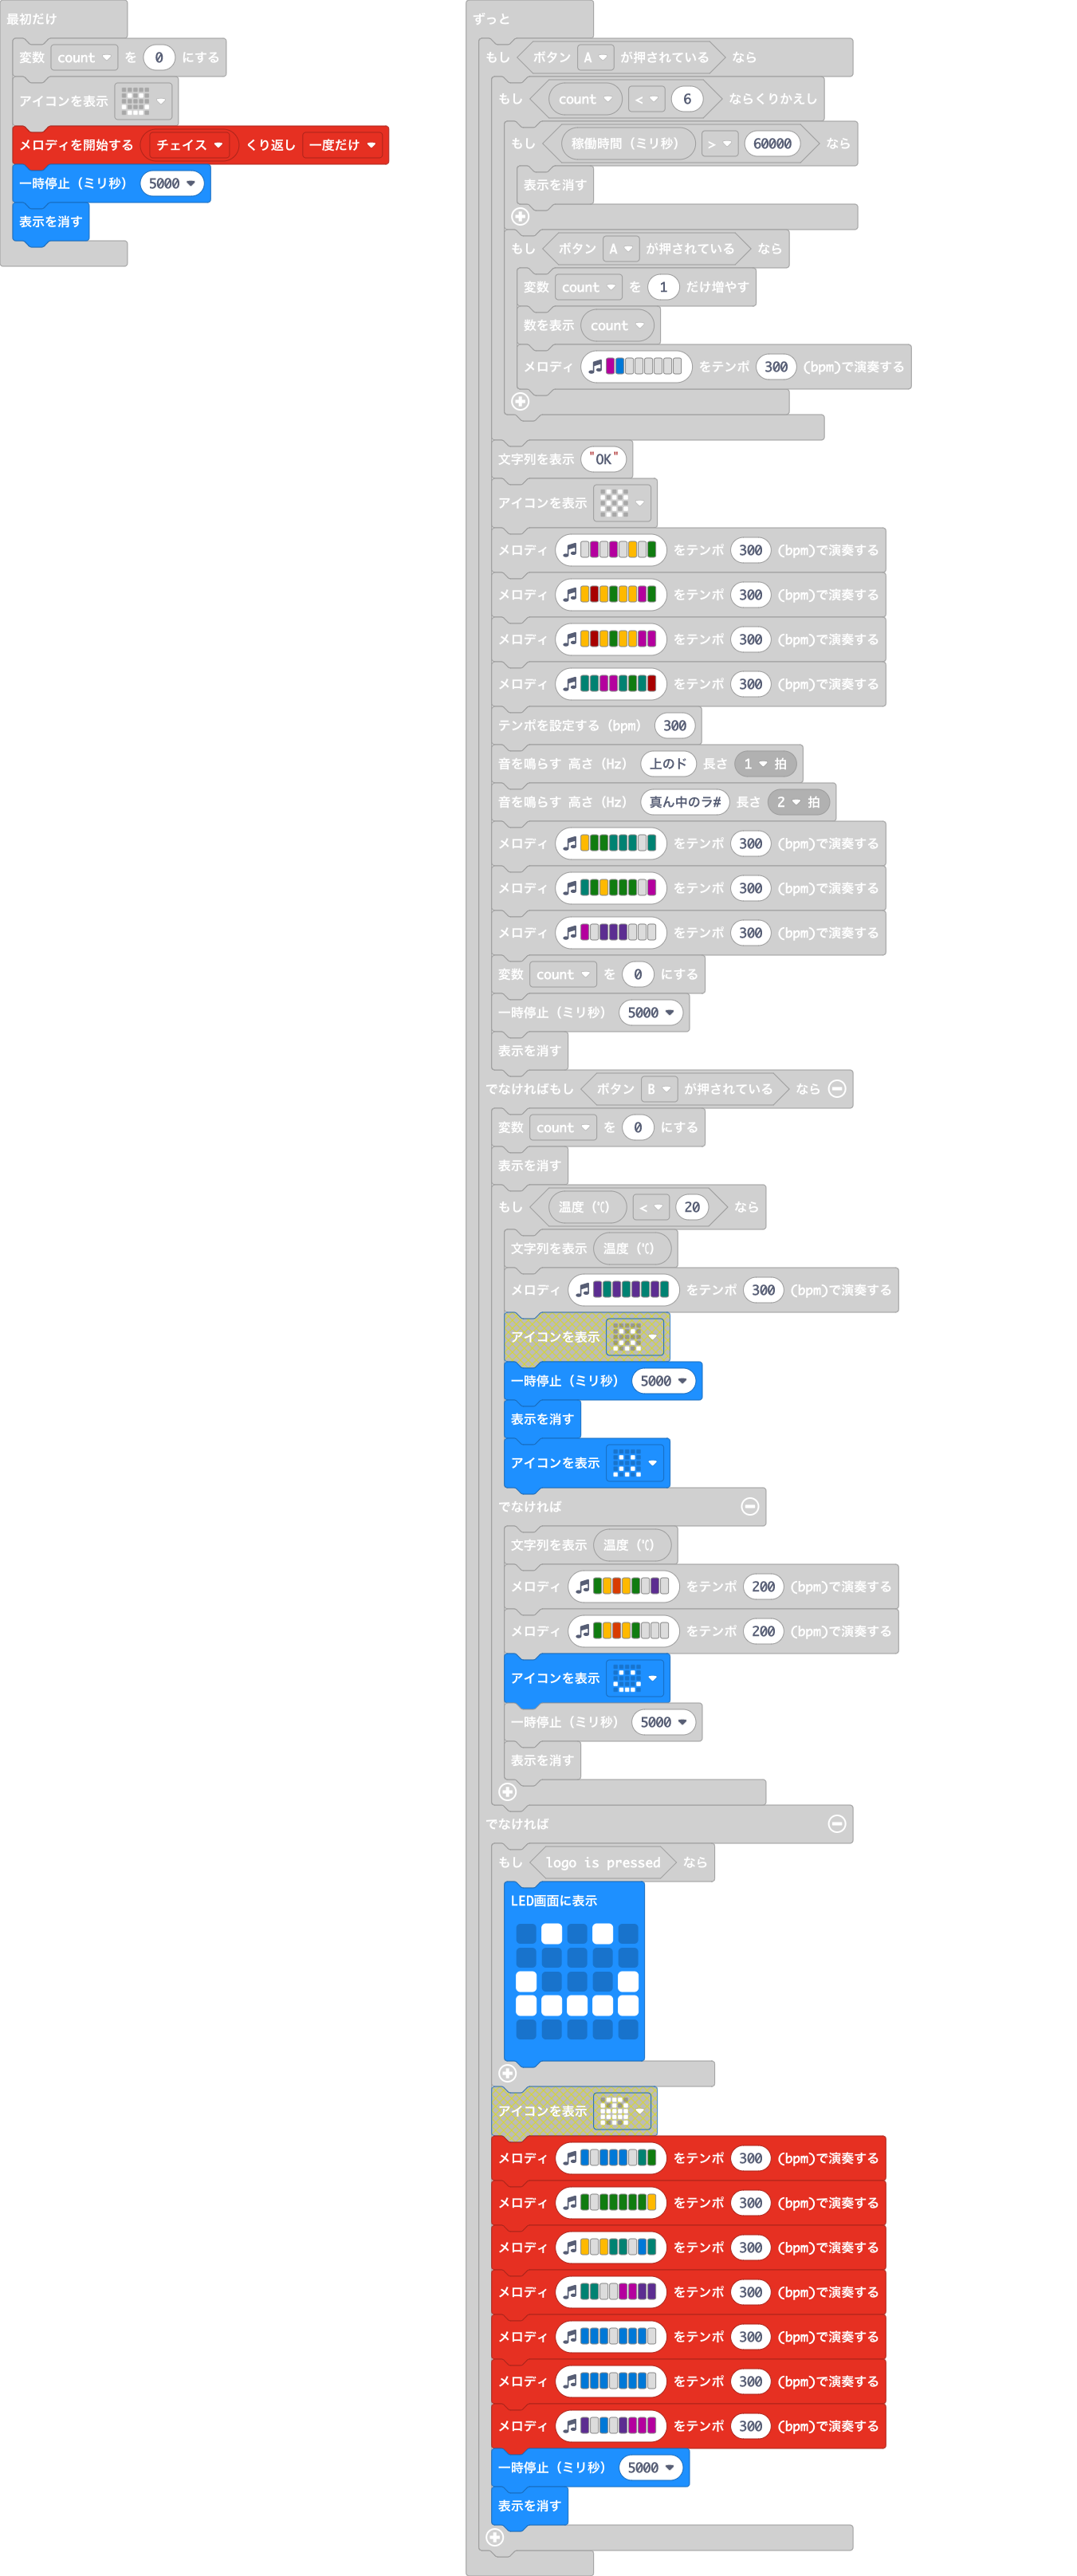 最初だけ
変数 count を 0 にする
アイコンを表示
メロディを開始する チェイス くり返し 一度だけ
一時停止（ミリ秒） 5000
表示を消す
ずっと
もし ボタン A が押されている なら
もし count < 6 ならくりかえし
もし 稼働時間（ミリ秒） > 60000 なら
表示を消す
もし ボタン A が押されている なら
変数 count を 1 だけ増やす
数を表示 count
メロディ をテンポ 300 (bpm)で演奏する
文字列を表示 "OK"
アイコンを表示
メロディ をテンポ 300 (bpm)で演奏する
メロディ をテンポ 300 (bpm)で演奏する
メロディ をテンポ 300 (bpm)で演奏する
メロディ をテンポ 300 (bpm)で演奏する
テンポを設定する（bpm） 300
音を鳴らす 高さ（Hz） 上のド 長さ 1 拍
音を鳴らす 高さ（Hz） 真ん中のラ# 長さ 2 拍
メロディ をテンポ 300 (bpm)で演奏する
メロディ をテンポ 300 (bpm)で演奏する
メロディ をテンポ 300 (bpm)で演奏する
変数 count を 0 にする
一時停止（ミリ秒） 5000
表示を消す
でなければもし ボタン B が押されている なら
変数 count を 0 にする
表示を消す
もし 温度（℃） < 20 なら
文字列を表示 温度（℃）
メロディ をテンポ 300 (bpm)で演奏する
アイコンを表示
一時停止（ミリ秒） 5000
表示を消す
アイコンを表示
でなければ
文字列を表示 温度（℃）
メロディ をテンポ 200 (bpm)で演奏する
メロディ をテンポ 200 (bpm)で演奏する
アイコンを表示
一時停止（ミリ秒） 5000
表示を消す
でなければ
もし logo is pressed なら
LED画面に表示
アイコンを表示
メロディ をテンポ 300 (bpm)で演奏する
メロディ をテンポ 300 (bpm)で演奏する
メロディ をテンポ 300 (bpm)で演奏する
メロディ をテンポ 300 (bpm)で演奏する
メロディ をテンポ 300 (bpm)で演奏する
メロディ をテンポ 300 (bpm)で演奏する
メロディ をテンポ 300 (bpm)で演奏する
一時停止（ミリ秒） 5000
表示を消す